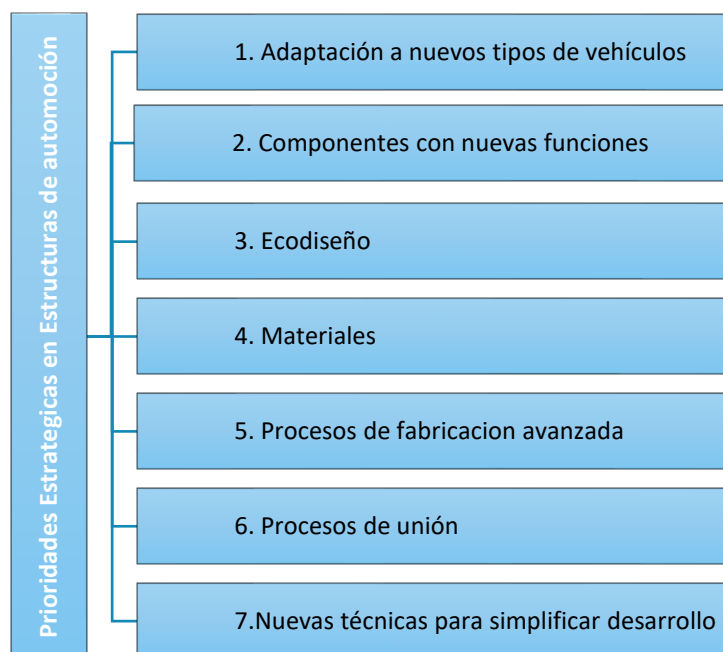 Prioridades Estrategicas en Estructuras de automoción
1. Adaptación a nuevos tipos de vehículos
2. Componentes con nuevas funciones
3. Ecodiseño
4. Materiales
5. Procesos de fabricacion avanzada
6. Procesos de unión
7.Nuevas técnicas para simplificar desarrollo